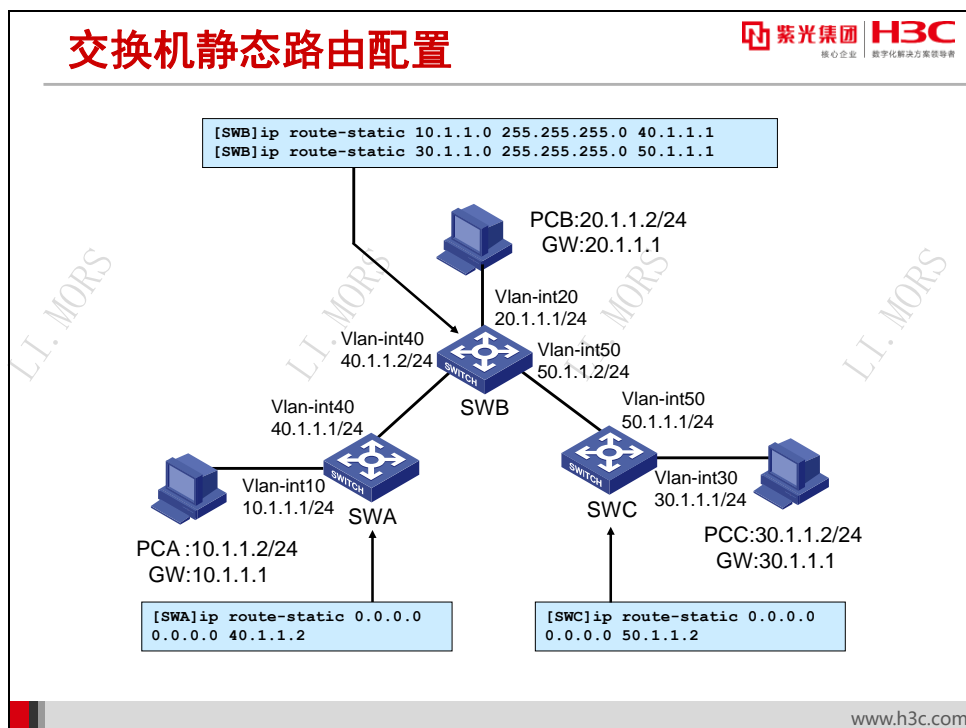 交换机静态路由配置
紫光集团
核心企业
H3C
数字化解决方案领导者
[SWB]ip route-static 10.1.1.0 255.255.255.0 40.1.1.1
[SWB]ip route-static 30.1.1.0 255.255.255.0 50.1.1.1
PCB:20.1.1.2/24
GW:20.1.1.1
Vlan-int20
20.1.1.1/24
Vlan-int40
40.1.1.2/24
Vlan-int50
50.1.1.2/24
SWITCH
SWB
Vlan-int40
40.1.1.1/24
Vlan-int50
50.1.1.1/24
SWITCH
SWITCH
Vlan-int10
10.1.1.1/24
SWA
Vlan-int30
30.1.1.1/24
SWC
PCA :10.1.1.2/24
GW:10.1.1.1
PCC:30.1.1.2/24
GW:30.1.1.1
[SWA]ip route-static 0.0.0.0
0.0.0.0 40.1.1.2
[SWC]ip route-static 0.0.0.0
0.0.0.0 50.1.1.2
LI.MORS
LI.MORS
LI.MORS
www.h3c.com